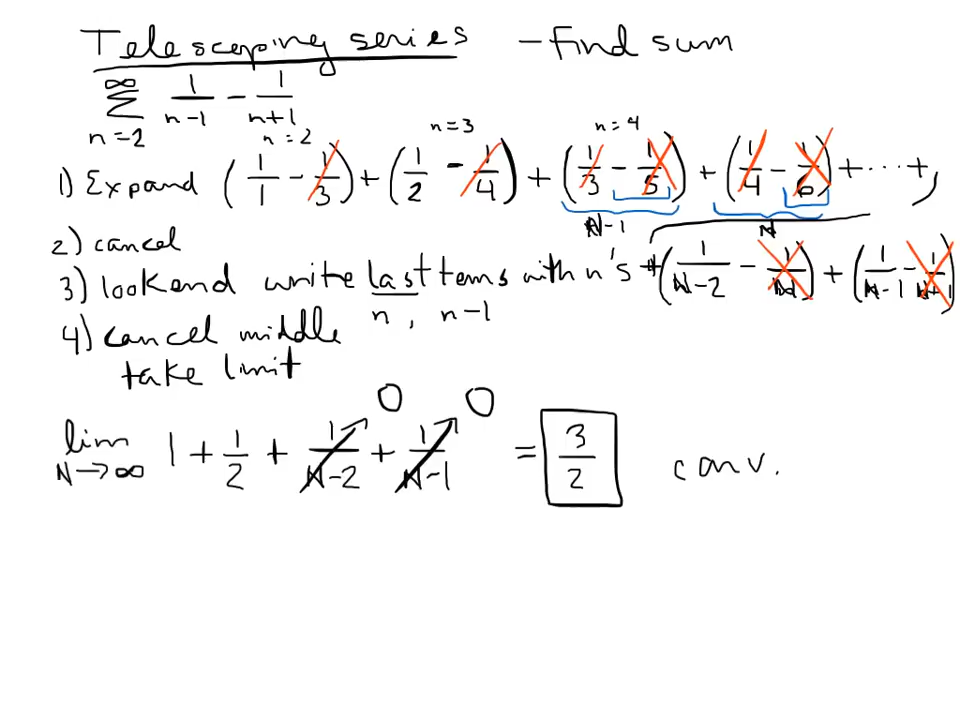 Telescoping series - Find sum
∞ Σ n=2 1/(n-1) - 1/(n+1)
n=2 n=3 n=4
1) Expand (1/1 - 1/3) + (1/2 - 1/4) + (1/3 - 1/5) + (1/4 - 1/6) + ... +,
N-1 N
2) cancel
3) look end write last tems with n's + (1/(N-2) - 1/N) + (1/(N-1) - 1/(N+1))
n, n-1
4) cancel middle
take limit
0 0
lim N→∞ 1 + 1/2 + 1/(N-2) + 1/(N-1) = 3/2 conv.